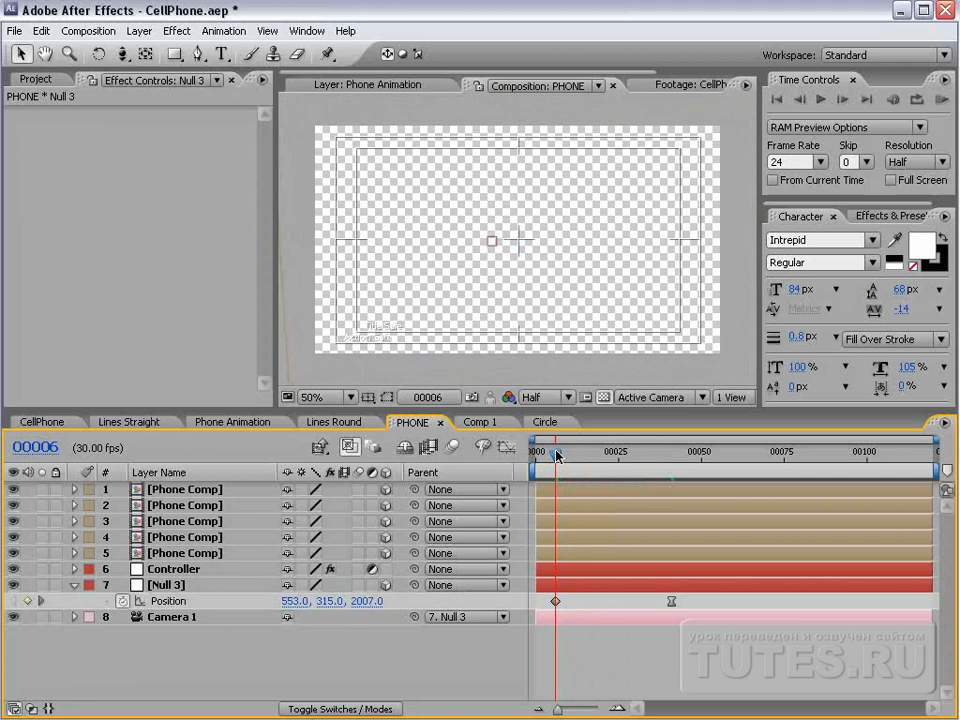 Adobe After Effects - CellPhone.aep *
File Edit Composition Layer Effect Animation View Window Help
Workspace: Standard
Project Effect Controls: Null 3
PHONE * Null 3
Layer: Phone Animation Composition: PHONE Footage: CellPh
Title Safe
Action Safe
50% 00006 Half Active Camera 1 View
Time Controls
RAM Preview Options
Frame Rate Skip Resolution
24 0 Half
From Current Time Full Screen
Character Effects & Prese
Intrepid
Regular
84 px 68 px
Metrics -14
0.8 px Fill Over Stroke
100 % 105 %
0 px 0 %
CellPhone Lines Straight Phone Animation Lines Round PHONE Comp 1 Circle
00006 (30.00 fps)
0000 00025 00050 00075 00100
# Layer Name Parent
1 [Phone Comp] None
2 [Phone Comp] None
3 [Phone Comp] None
4 [Phone Comp] None
5 [Phone Comp] None
6 Controller None
7 [Null 3] None
Position 553.0, 315.0, 2007.0
8 Camera 1 7. Null 3
Toggle Switches / Modes
урок переведен и озвучен сайтом
TUTES.RU